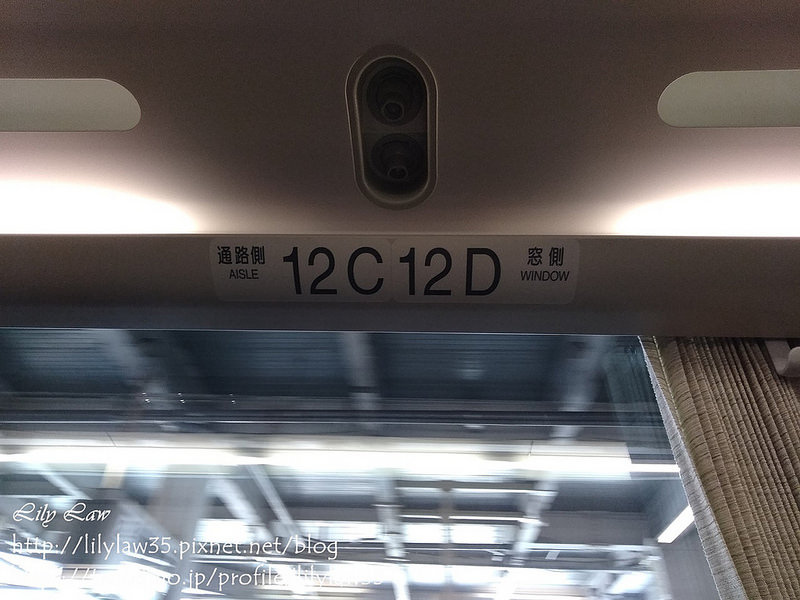 通路側 12C 12D 窓側
AISLE WINDOW
Lily Law
http://lilylaw35.pixnet.net/blog